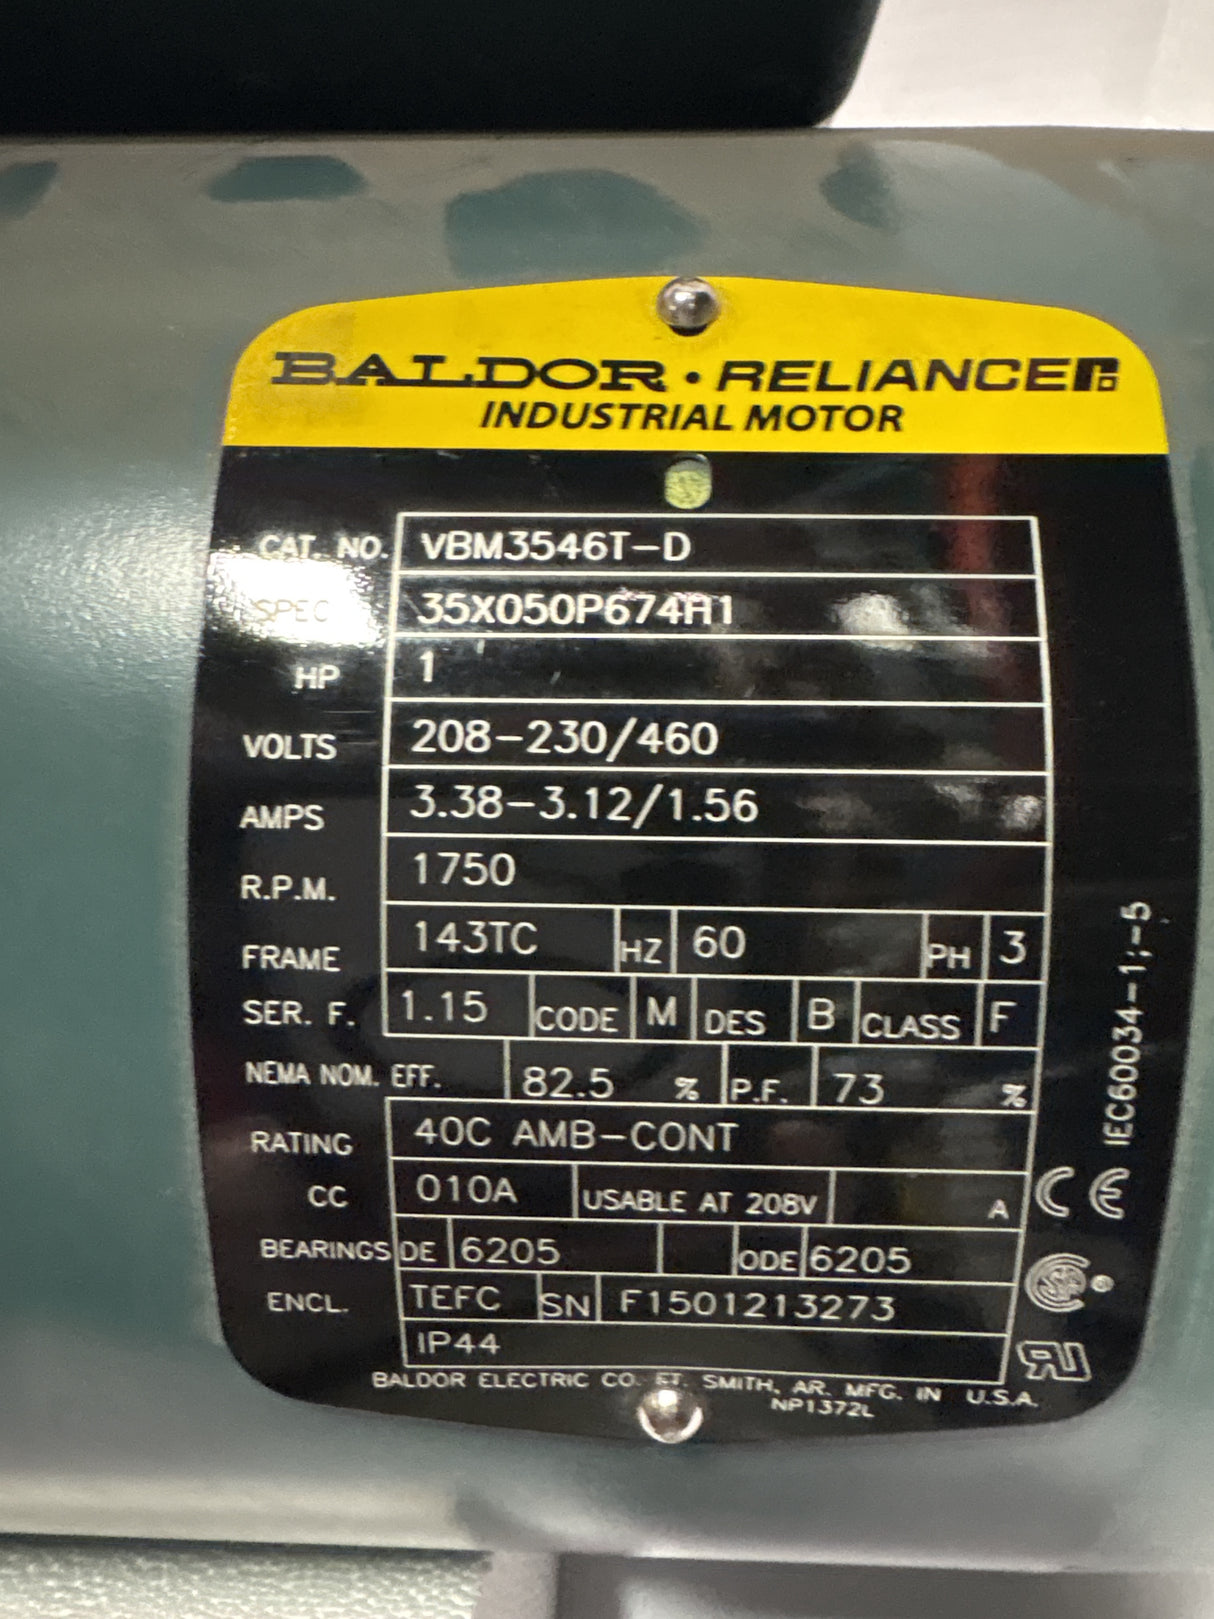 BALDOR • RELIANCE
INDUSTRIAL MOTOR
CAT. NO. VBM3546T-D
SPEC 35X050P674H1
HP 1
VOLTS 208-230/460
AMPS 3.38-3.12/1.56
R.P.M. 1750
FRAME 143TC HZ 60 PH 3
SER. F. 1.15 CODE M DES B CLASS F
NEMA NOM. EFF. 82.5 % P.F. 73 %
RATING 40C AMB-CONT
CC 010A USABLE AT 208V A
BEARINGS DE 6205 ODE 6205
ENCL. TEFC SN F1501213273
IP44
BALDOR ELECTRIC CO. FT. SMITH, AR. MFG. IN U.S.A.
NP1372L
IEC60034-1;-5
CE